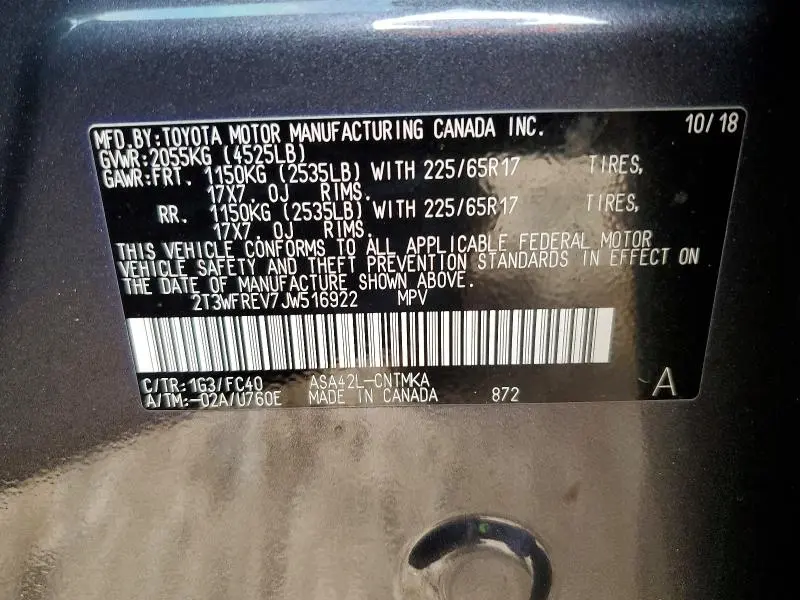 MFD.BY:TOYOTA MOTOR MANUFACTURING CANADA INC. 10/18
GVWR:2055KG (4525LB)
GAWR:FRT. 1150KG (2535LB) WITH 225/65R17 TIRES,
17X7.0J RIMS.
RR. 1150KG (2535LB) WITH 225/65R17 TIRES,
17X7.0J RIMS.
THIS VEHICLE CONFORMS TO ALL APPLICABLE FEDERAL MOTOR
VEHICLE SAFETY AND THEFT PREVENTION STANDARDS IN EFFECT ON
THE DATE OF MANUFACTURE SHOWN ABOVE.
2T3WFREV7JW516922 MPV
C/TR:1G3/FC40 ASA42L-CNTMKA
A/TM:-02A/U760E MADE IN CANADA 872 A